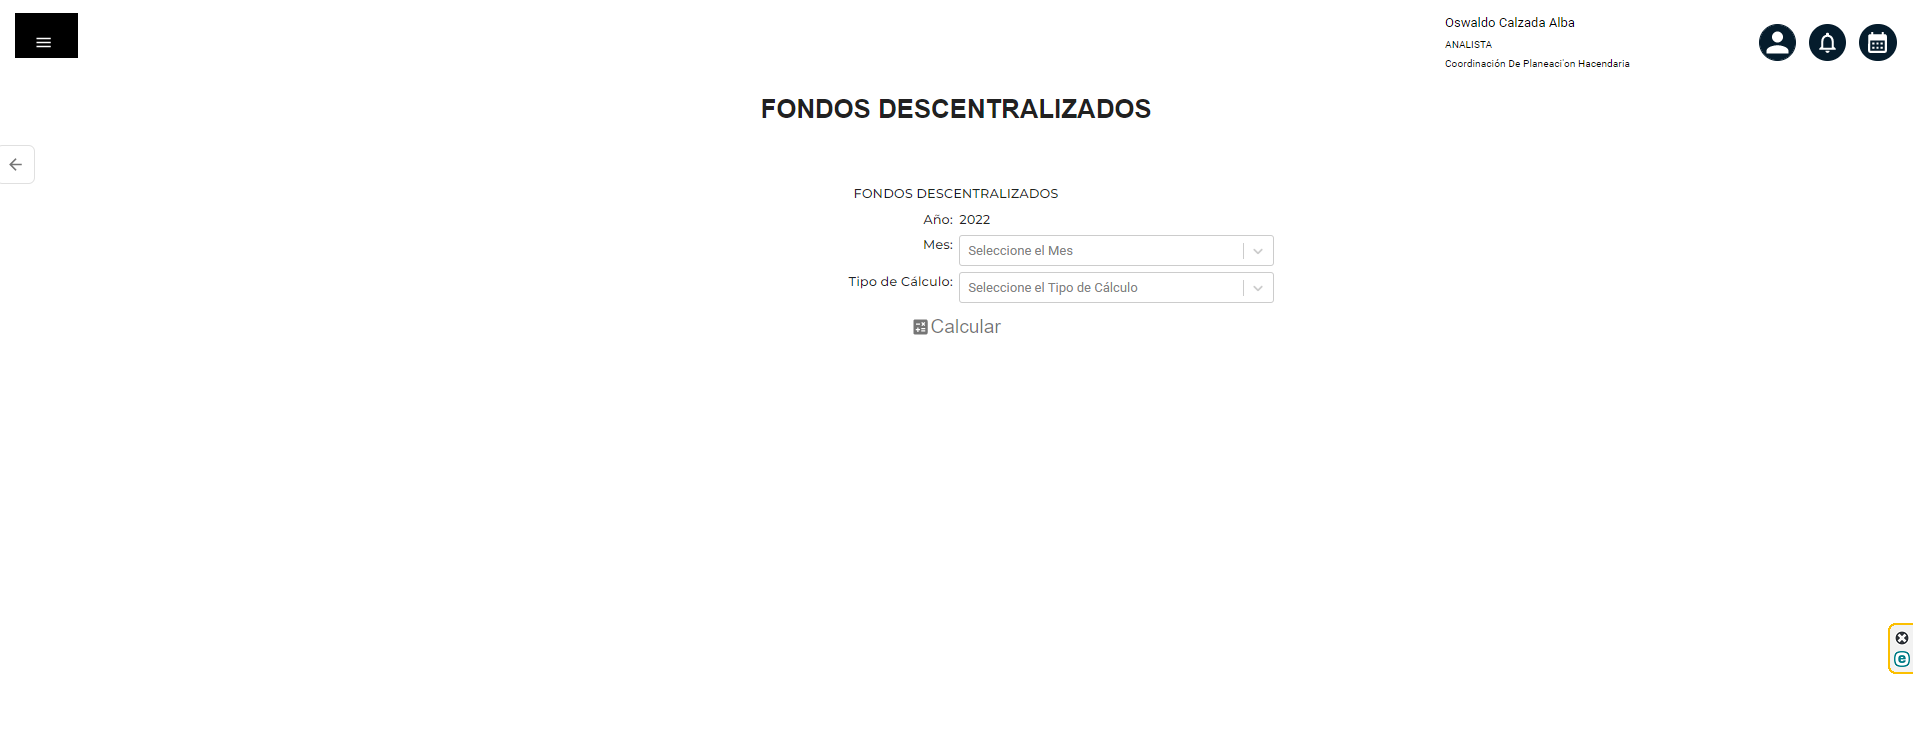 Oswaldo Calzada Alba
ANALISTA
Coordinación De Planeaci´on Hacendaria
FONDOS DESCENTRALIZADOS
FONDOS DESCENTRALIZADOS
Año: 2022
Mes: Seleccione el Mes
Tipo de Cálculo: Seleccione el Tipo de Cálculo
Calcular
e